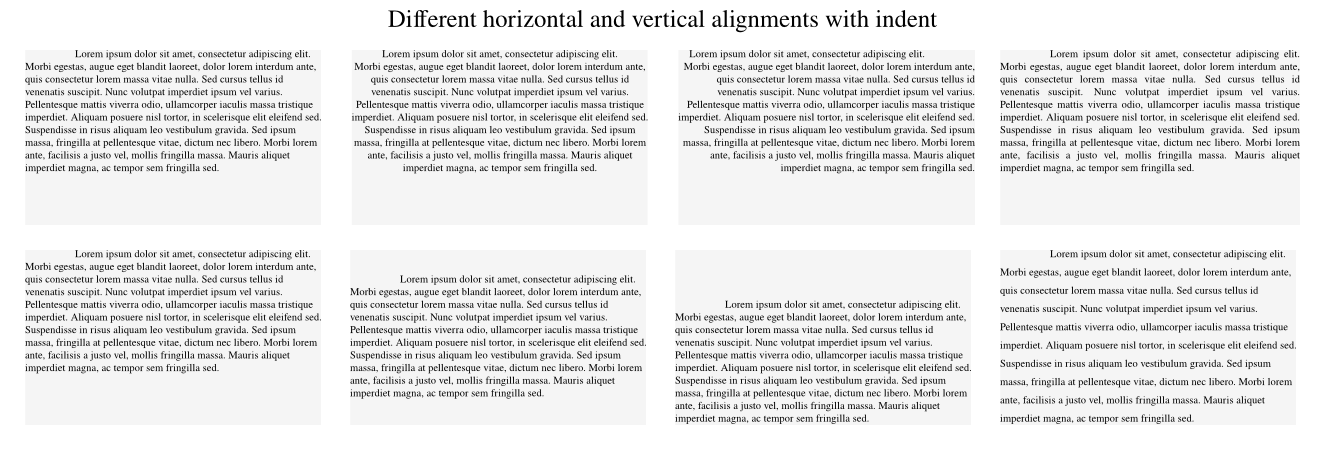 Different horizontal and vertical alignments with indent
Lorem ipsum dolor sit amet, consectetur adipiscing elit.
Morbi egestas, augue eget blandit laoreet, dolor lorem interdum ante,
quis consectetur lorem massa vitae nulla. Sed cursus tellus id
venenatis suscipit. Nunc volutpat imperdiet ipsum vel varius.
Pellentesque mattis viverra odio, ullamcorper iaculis massa tristique
imperdiet. Aliquam posuere nisl tortor, in scelerisque elit eleifend sed.
Suspendisse in risus aliquam leo vestibulum gravida. Sed ipsum
massa, fringilla at pellentesque vitae, dictum nec libero. Morbi lorem
ante, facilisis a justo vel, mollis fringilla massa. Mauris aliquet
imperdiet magna, ac tempor sem fringilla sed.
Lorem ipsum dolor sit amet, consectetur adipiscing elit.
Morbi egestas, augue eget blandit laoreet, dolor lorem interdum ante,
quis consectetur lorem massa vitae nulla. Sed cursus tellus id
venenatis suscipit. Nunc volutpat imperdiet ipsum vel varius.
Pellentesque mattis viverra odio, ullamcorper iaculis massa tristique
imperdiet. Aliquam posuere nisl tortor, in scelerisque elit eleifend sed.
Suspendisse in risus aliquam leo vestibulum gravida. Sed ipsum
massa, fringilla at pellentesque vitae, dictum nec libero. Morbi lorem
ante, facilisis a justo vel, mollis fringilla massa. Mauris aliquet
imperdiet magna, ac tempor sem fringilla sed.
Lorem ipsum dolor sit amet, consectetur adipiscing elit.
Morbi egestas, augue eget blandit laoreet, dolor lorem interdum ante,
quis consectetur lorem massa vitae nulla. Sed cursus tellus id
venenatis suscipit. Nunc volutpat imperdiet ipsum vel varius.
Pellentesque mattis viverra odio, ullamcorper iaculis massa tristique
imperdiet. Aliquam posuere nisl tortor, in scelerisque elit eleifend sed.
Suspendisse in risus aliquam leo vestibulum gravida. Sed ipsum
massa, fringilla at pellentesque vitae, dictum nec libero. Morbi lorem
ante, facilisis a justo vel, mollis fringilla massa. Mauris aliquet
imperdiet magna, ac tempor sem fringilla sed.
Lorem ipsum dolor sit amet, consectetur adipiscing elit.
Morbi egestas, augue eget blandit laoreet, dolor lorem interdum ante,
quis consectetur lorem massa vitae nulla. Sed cursus tellus id
venenatis suscipit. Nunc volutpat imperdiet ipsum vel varius.
Pellentesque mattis viverra odio, ullamcorper iaculis massa tristique
imperdiet. Aliquam posuere nisl tortor, in scelerisque elit eleifend sed.
Suspendisse in risus aliquam leo vestibulum gravida. Sed ipsum
massa, fringilla at pellentesque vitae, dictum nec libero. Morbi lorem
ante, facilisis a justo vel, mollis fringilla massa. Mauris aliquet
imperdiet magna, ac tempor sem fringilla sed.
Lorem ipsum dolor sit amet, consectetur adipiscing elit.
Morbi egestas, augue eget blandit laoreet, dolor lorem interdum ante,
quis consectetur lorem massa vitae nulla. Sed cursus tellus id
venenatis suscipit. Nunc volutpat imperdiet ipsum vel varius.
Pellentesque mattis viverra odio, ullamcorper iaculis massa tristique
imperdiet. Aliquam posuere nisl tortor, in scelerisque elit eleifend sed.
Suspendisse in risus aliquam leo vestibulum gravida. Sed ipsum
massa, fringilla at pellentesque vitae, dictum nec libero. Morbi lorem
ante, facilisis a justo vel, mollis fringilla massa. Mauris aliquet
imperdiet magna, ac tempor sem fringilla sed.
Lorem ipsum dolor sit amet, consectetur adipiscing elit.
Morbi egestas, augue eget blandit laoreet, dolor lorem interdum ante,
quis consectetur lorem massa vitae nulla. Sed cursus tellus id
venenatis suscipit. Nunc volutpat imperdiet ipsum vel varius.
Pellentesque mattis viverra odio, ullamcorper iaculis massa tristique
imperdiet. Aliquam posuere nisl tortor, in scelerisque elit eleifend sed.
Suspendisse in risus aliquam leo vestibulum gravida. Sed ipsum
massa, fringilla at pellentesque vitae, dictum nec libero. Morbi lorem
ante, facilisis a justo vel, mollis fringilla massa. Mauris aliquet
imperdiet magna, ac tempor sem fringilla sed.
Lorem ipsum dolor sit amet, consectetur adipiscing elit.
Morbi egestas, augue eget blandit laoreet, dolor lorem interdum ante,
quis consectetur lorem massa vitae nulla. Sed cursus tellus id
venenatis suscipit. Nunc volutpat imperdiet ipsum vel varius.
Pellentesque mattis viverra odio, ullamcorper iaculis massa tristique
imperdiet. Aliquam posuere nisl tortor, in scelerisque elit eleifend sed.
Suspendisse in risus aliquam leo vestibulum gravida. Sed ipsum
massa, fringilla at pellentesque vitae, dictum nec libero. Morbi lorem
ante, facilisis a justo vel, mollis fringilla massa. Mauris aliquet
imperdiet magna, ac tempor sem fringilla sed.
Lorem ipsum dolor sit amet, consectetur adipiscing elit.
Morbi egestas, augue eget blandit laoreet, dolor lorem interdum ante,
quis consectetur lorem massa vitae nulla. Sed cursus tellus id
venenatis suscipit. Nunc volutpat imperdiet ipsum vel varius.
Pellentesque mattis viverra odio, ullamcorper iaculis massa tristique
imperdiet. Aliquam posuere nisl tortor, in scelerisque elit eleifend sed.
Suspendisse in risus aliquam leo vestibulum gravida. Sed ipsum
massa, fringilla at pellentesque vitae, dictum nec libero. Morbi lorem
ante, facilisis a justo vel, mollis fringilla massa. Mauris aliquet
imperdiet magna, ac tempor sem fringilla sed.